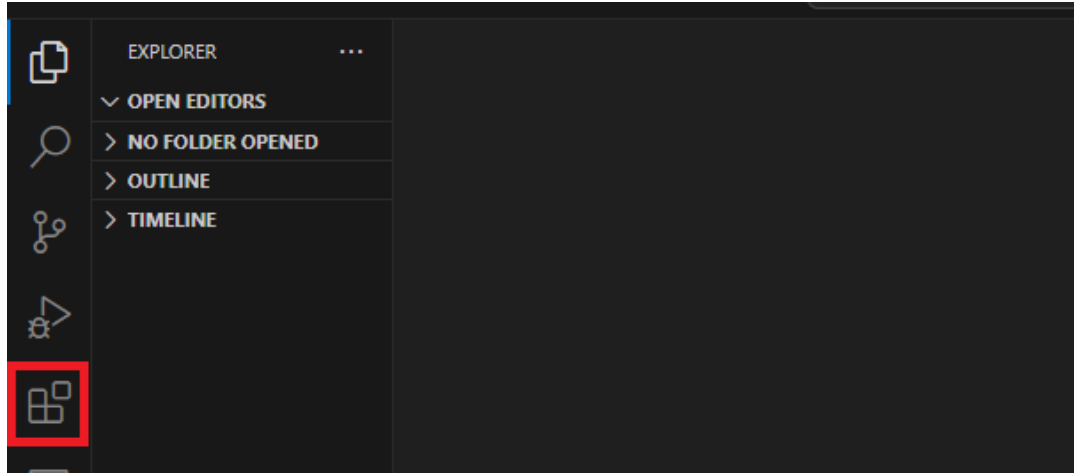 EXPLORER ...
OPEN EDITORS
NO FOLDER OPENED
OUTLINE
TIMELINE